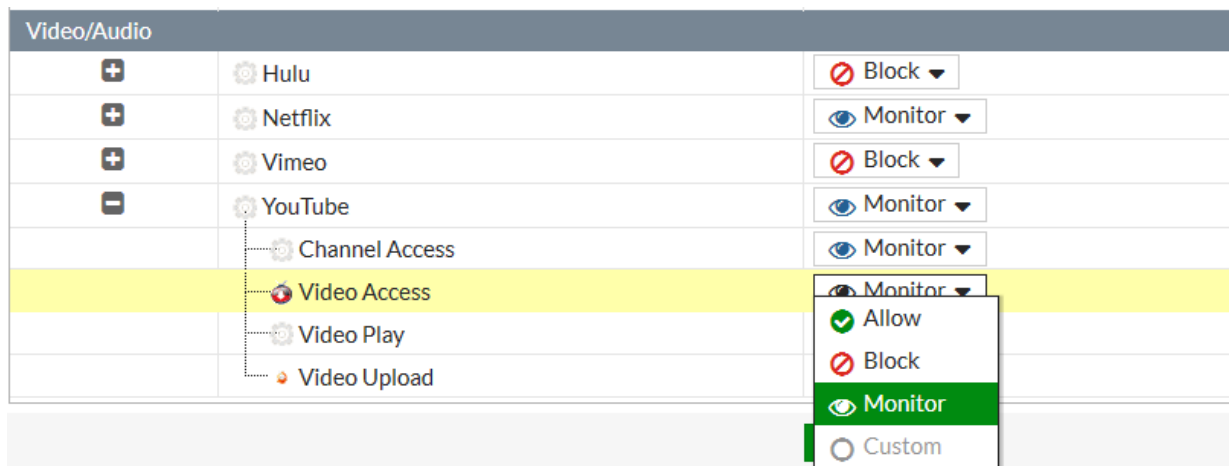 Video/Audio
Hulu Block
Netflix Monitor
Vimeo Block
YouTube Monitor
Channel Access Monitor
Video Access Monitor
Video Play Allow
Video Upload Block
Monitor
Custom